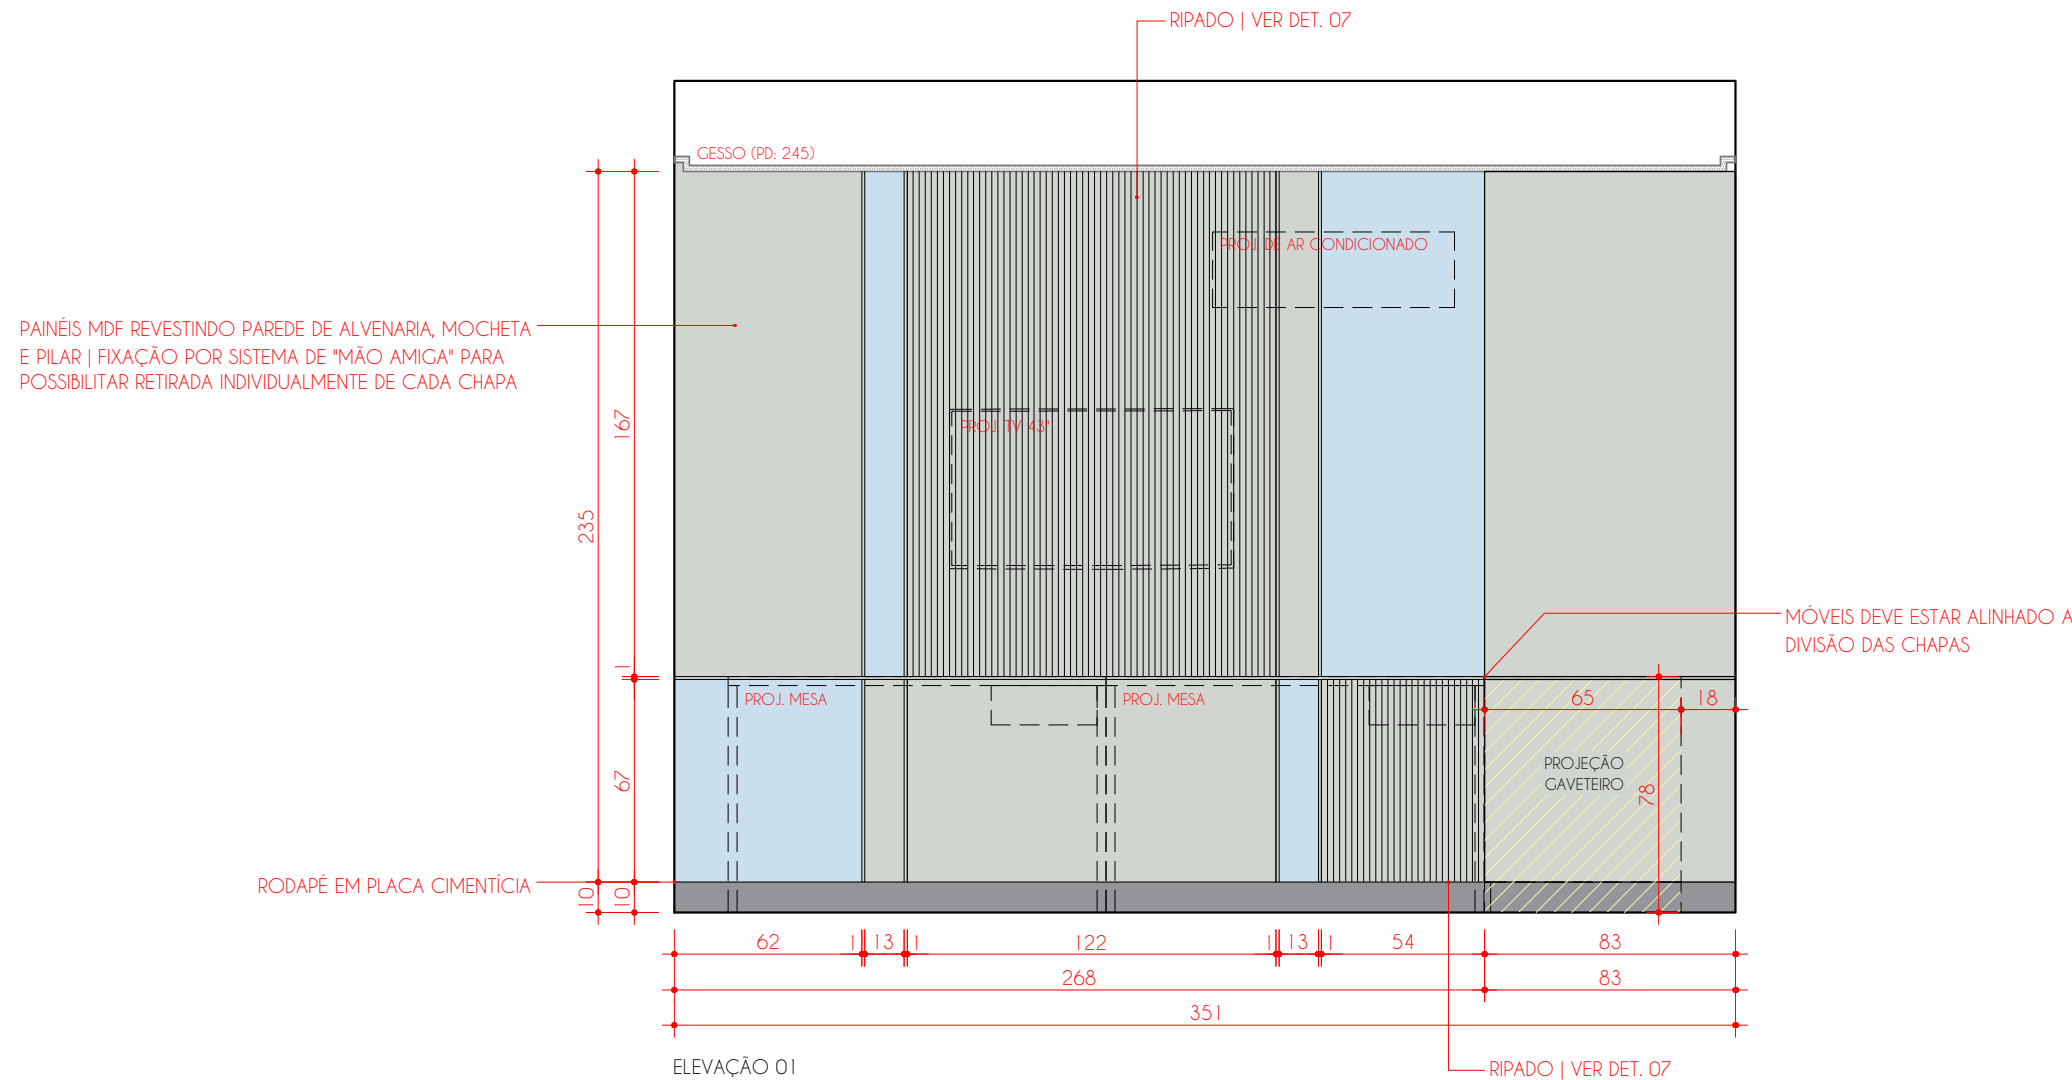 RIPADO | VER DET. 07
GESSO (PD: 245)
PROJ. DE AR CONDICIONADO
PAINÉIS MDF REVESTINDO PAREDE DE ALVENARIA, MOCHETA
E PILAR | FIXAÇÃO POR SISTEMA DE "MÃO AMIGA" PARA
POSSIBILITAR RETIRADA INDIVIDUALMENTE DE CADA CHAPA
167
PROJ. TV 43"
235
MÓVEIS DEVE ESTAR ALINHADO A
DIVISÃO DAS CHAPAS
1
PROJ. MESA
PROJ. MESA
65
18
PROJEÇÃO
GAVETEIRO
67
78
RODAPÉ EM PLACA CIMENTÍCIA
10
10
62
1
13
1
122
1
13
1
54
83
268
83
351
ELEVAÇÃO 01
RIPADO | VER DET. 07